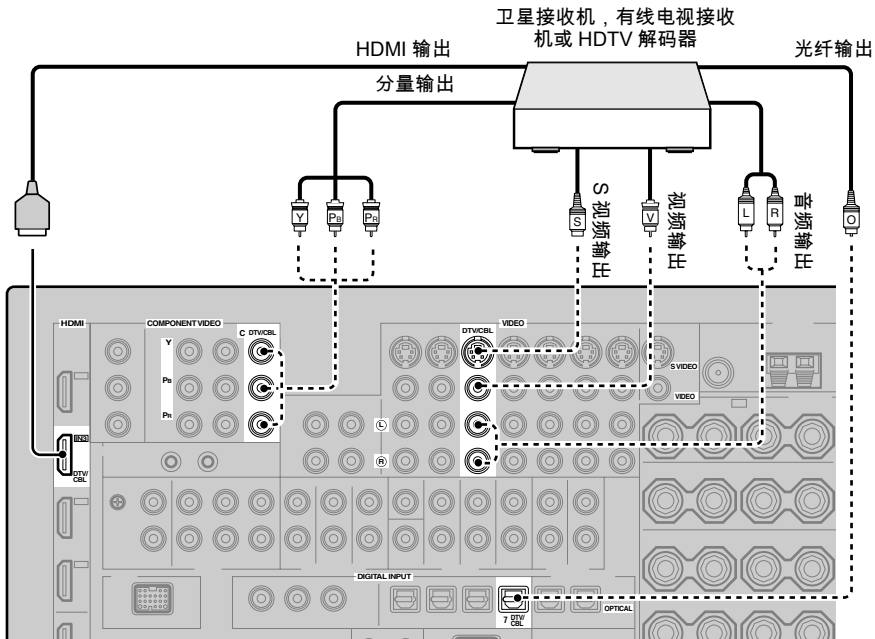 卫星接收机，有线电视接收
机或 HDTV 解码器
HDMI 输出
光纤输出
分量输出
Y
PB
PR
S
S 视频输出
V
视频输出
L
R
音频输出
O
HDMI
COMPONENT VIDEO
C DTV/CBL
VIDEO
DTV/CBL
Y
PB
PR
S VIDEO
VIDEO
L
R
IN3
DTV/
CBL
DIGITAL INPUT
7 DTV/
CBL
OPTICAL